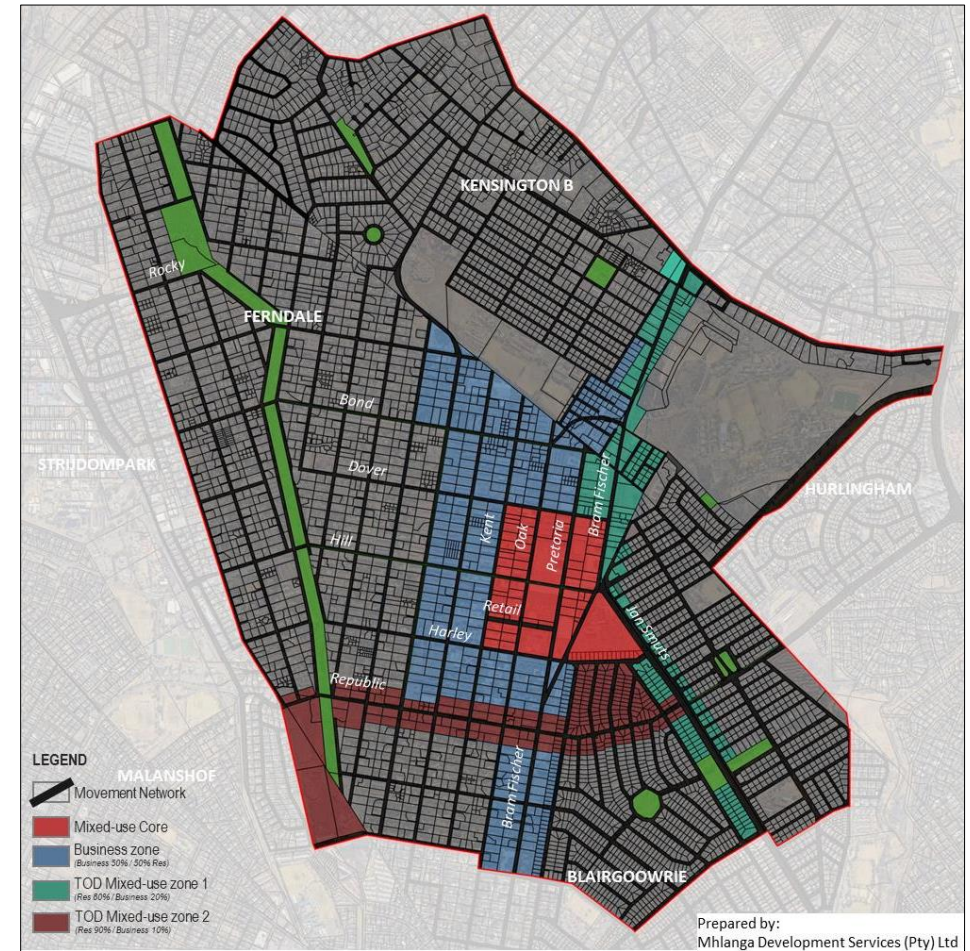 KENSINGTON B
Rocky
FERNDALE
Bond
STRIJDOMPARK
Dover
HURLINGHAM
Bram Fischer
Kent
Oak
Pretoria
Hill
Retail
Jan Smuts
Harley
Republic
Bram Fischer
MALANSHOF
BLAIRGOOWRIE
LEGEND
Movement Network
Mixed-use Core
Business zone
(Business 50% / 50% Res)
TOD Mixed-use zone 1
(Res 80% / Business 20%)
TOD Mixed-use zone 2
(Res 90% / Business 10%)
Prepared by:
Mhlanga Development Services (Pty) Ltd